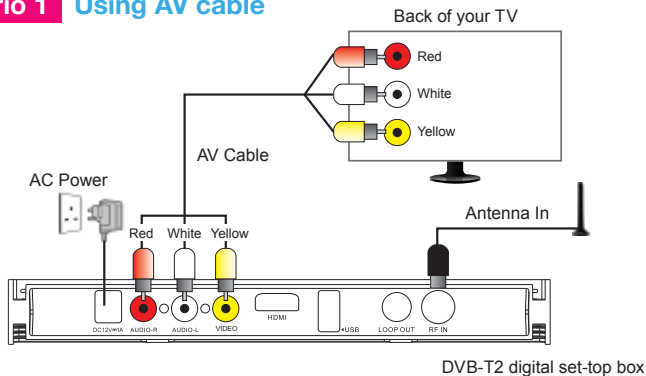 rio 1 Using AV cable
Back of your TV
Red
White
Yellow
AV Cable
AC Power
Antenna In
Red White Yellow
HDMI
DC12V⎓1A AUDIO-R AUDIO-L VIDEO ◂USB LOOP OUT RF IN
DVB-T2 digital set-top box